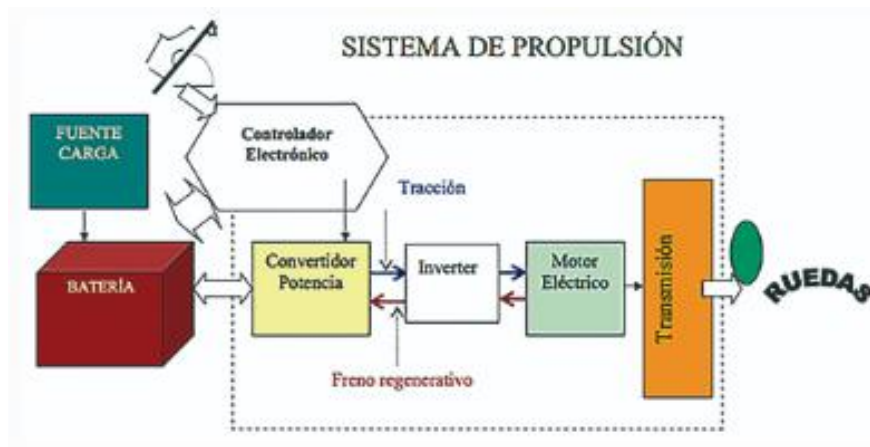 SISTEMA DE PROPULSIÓN
α
FUENTE
CARGA
Controlador
Electrónico
Tracción
BATERÍA
Convertidor
Potencia
Inverter
Motor
Eléctrico
Transmisión
RUEDAS
Freno regenerativo